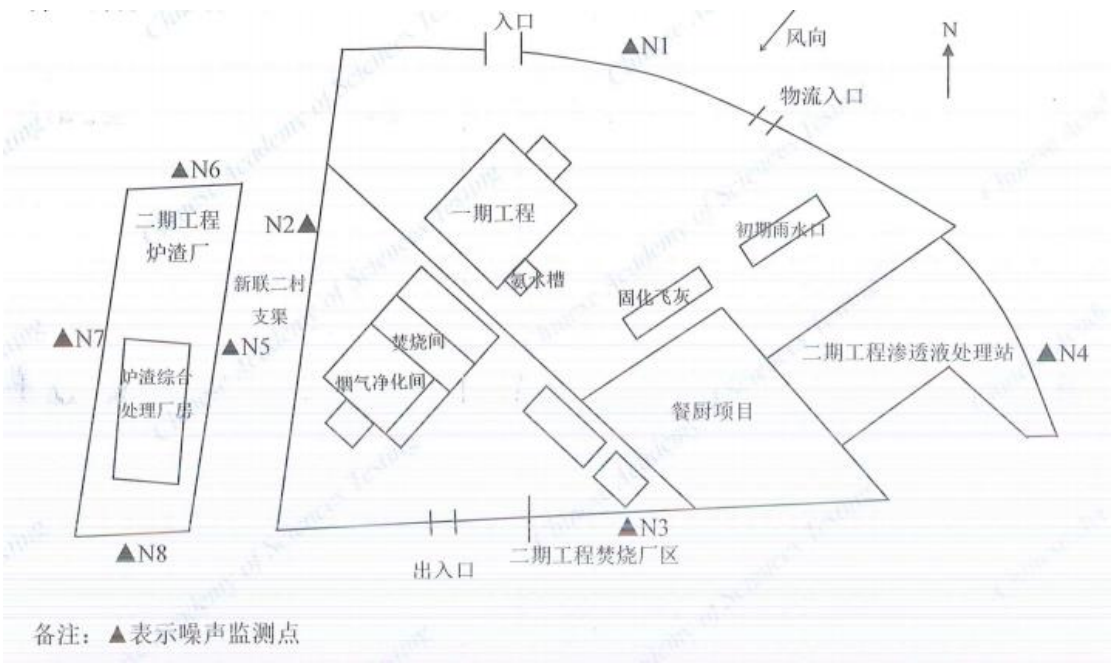 入口
▲N1
风向
N
物流入口
▲N6
二期工程
炉渣厂
N2▲
一期工程
初期雨水口
新联二村
支渠
氨水槽
固化飞灰
▲N7
▲N5
焚烧间
二期工程渗透液处理站
▲N4
炉渣综合
处理厂房
烟气净化间
餐厨项目
▲N3
▲N8
出入口
二期工程焚烧厂区
备注：▲表示噪声监测点